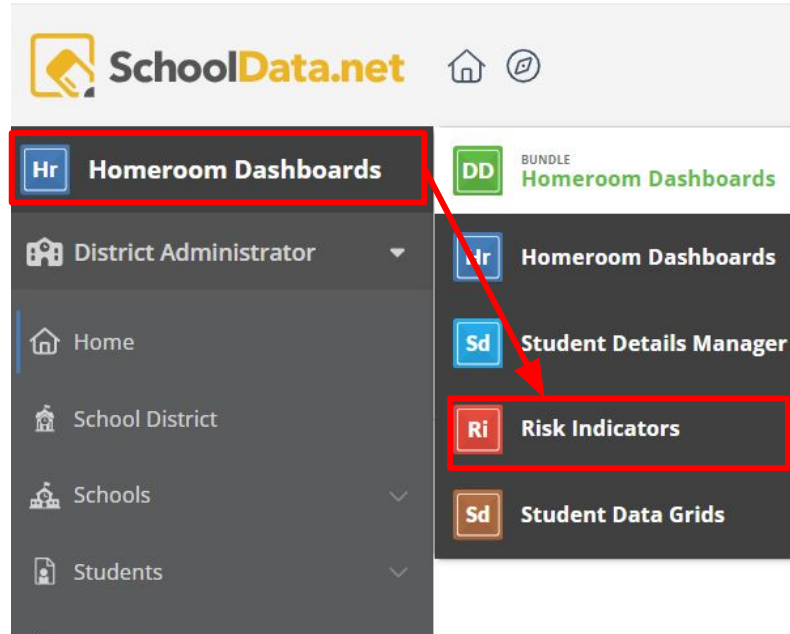 SchoolData.net
Hr Homeroom Dashboards
District Administrator
Home
School District
Schools
Students
DD BUNDLE
Homeroom Dashboards
Hr Homeroom Dashboards
Sd Student Details Manager
Ri Risk Indicators
Sd Student Data Grids